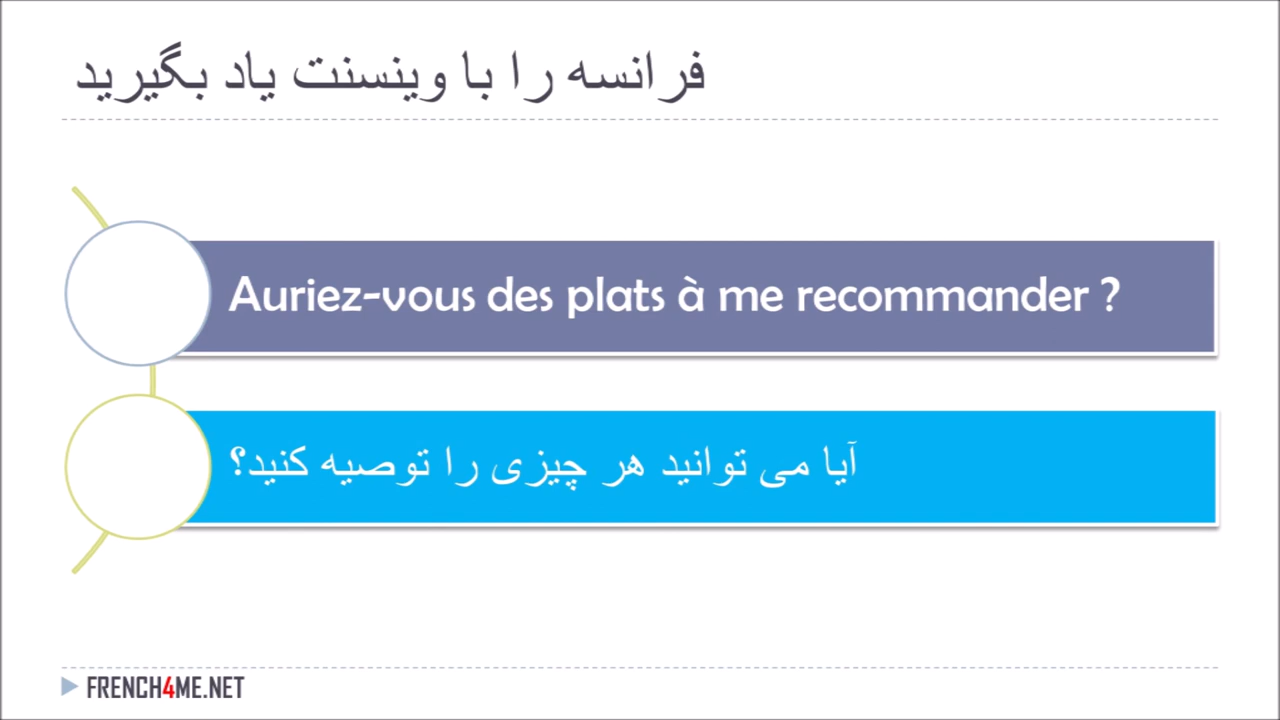 فرانسه را با وینسنت یاد بگیرید
Auriez-vous des plats à me recommander ?
آیا می توانید هر چیزی را توصیه کنید؟
FRENCH4ME.NET